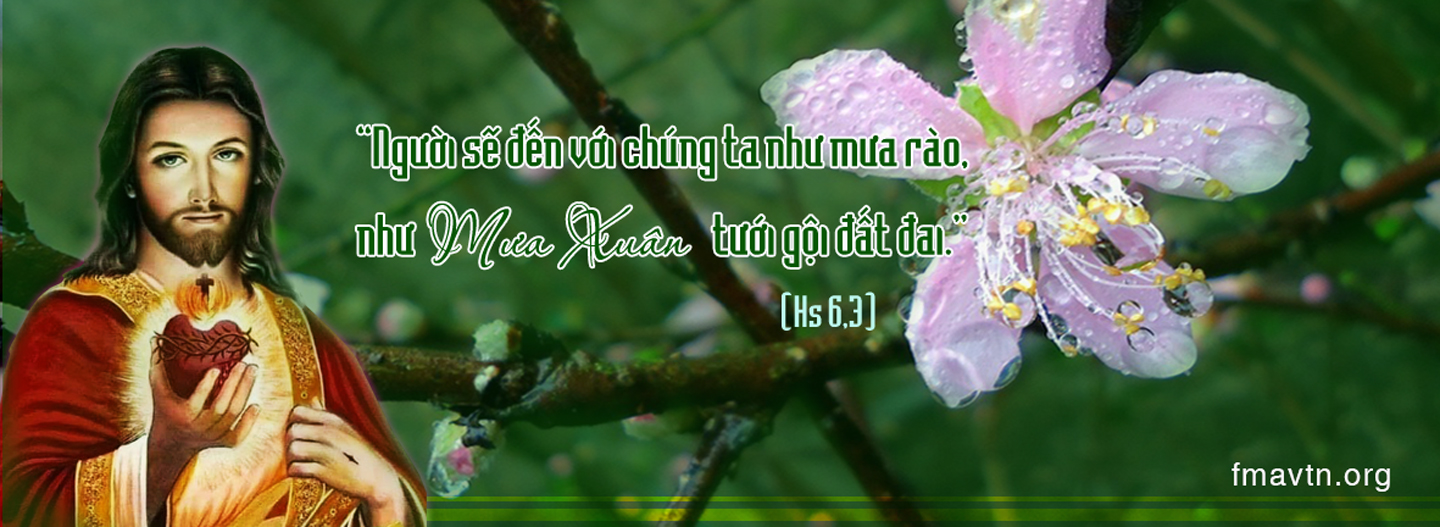 “Người sẽ đến với chúng ta như mưa rào,
như Mưa Xuân tưới gội đất đai.”
(Hs 6,3)
fmavtn.org